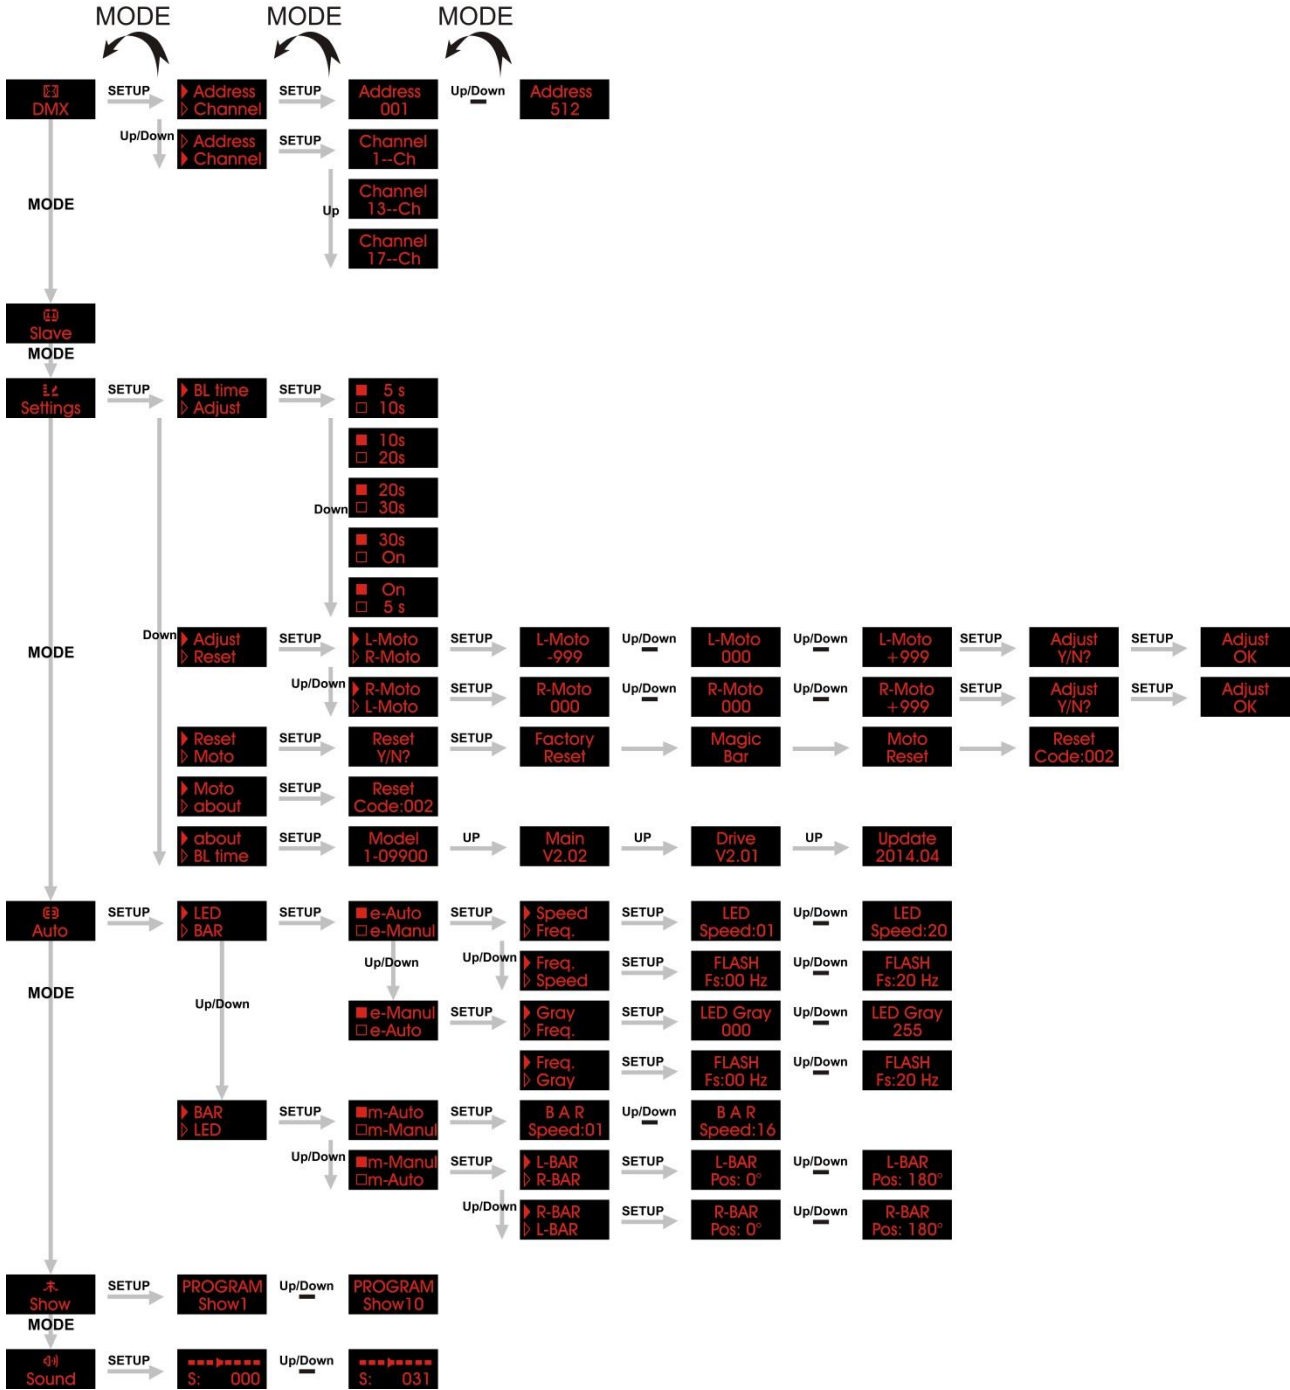 MODE MODE MODE
DMX SETUP Address SETUP Address Up/Down Address
Channel 001 512
Up/Down Address SETUP Channel
Channel 1--Ch
MODE Up Channel
13--Ch
Channel
17--Ch
Slave
MODE
Settings SETUP BL time SETUP 5 s
Adjust 10s
10s
20s
Down 20s
30s
30s
On
On
5 s
MODE Down Adjust SETUP L-Moto SETUP L-Moto Up/Down L-Moto Up/Down L-Moto SETUP Adjust SETUP Adjust
Reset R-Moto -999 000 +999 Y/N? OK
Up/Down R-Moto SETUP R-Moto Up/Down R-Moto Up/Down R-Moto SETUP Adjust SETUP Adjust
L-Moto 000 000 +999 Y/N? OK
Reset SETUP Reset SETUP Factory Magic Moto Reset
Moto Y/N? Reset Bar Reset Code:002
Moto SETUP Reset
about Code:002
about SETUP Model UP Main UP Drive UP Update
BL time 1-09900 V2.02 V2.01 2014.04
Auto SETUP LED SETUP e-Auto SETUP Speed SETUP LED Up/Down LED
BAR e-Manul Freq. Speed:01 Speed:20
Up/Down Up/Down Freq. SETUP FLASH Up/Down FLASH
Speed Fs:00 Hz Fs:20 Hz
MODE Up/Down e-Manul SETUP Gray SETUP LED Gray Up/Down LED Gray
e-Auto Freq. 000 255
Freq. SETUP FLASH Up/Down FLASH
Gray Fs:00 Hz Fs:20 Hz
BAR SETUP m-Auto SETUP B A R Up/Down B A R
LED m-Manul Speed:01 Speed:16
Up/Down m-Manul SETUP L-BAR SETUP L-BAR Up/Down L-BAR
m-Auto R-BAR Pos: 0° Pos: 180°
Up/Down R-BAR SETUP R-BAR Up/Down R-BAR
L-BAR Pos: 0° Pos: 180°
Show SETUP PROGRAM Up/Down PROGRAM
Show1 Show10
MODE
Sound SETUP S: 000 Up/Down S: 031